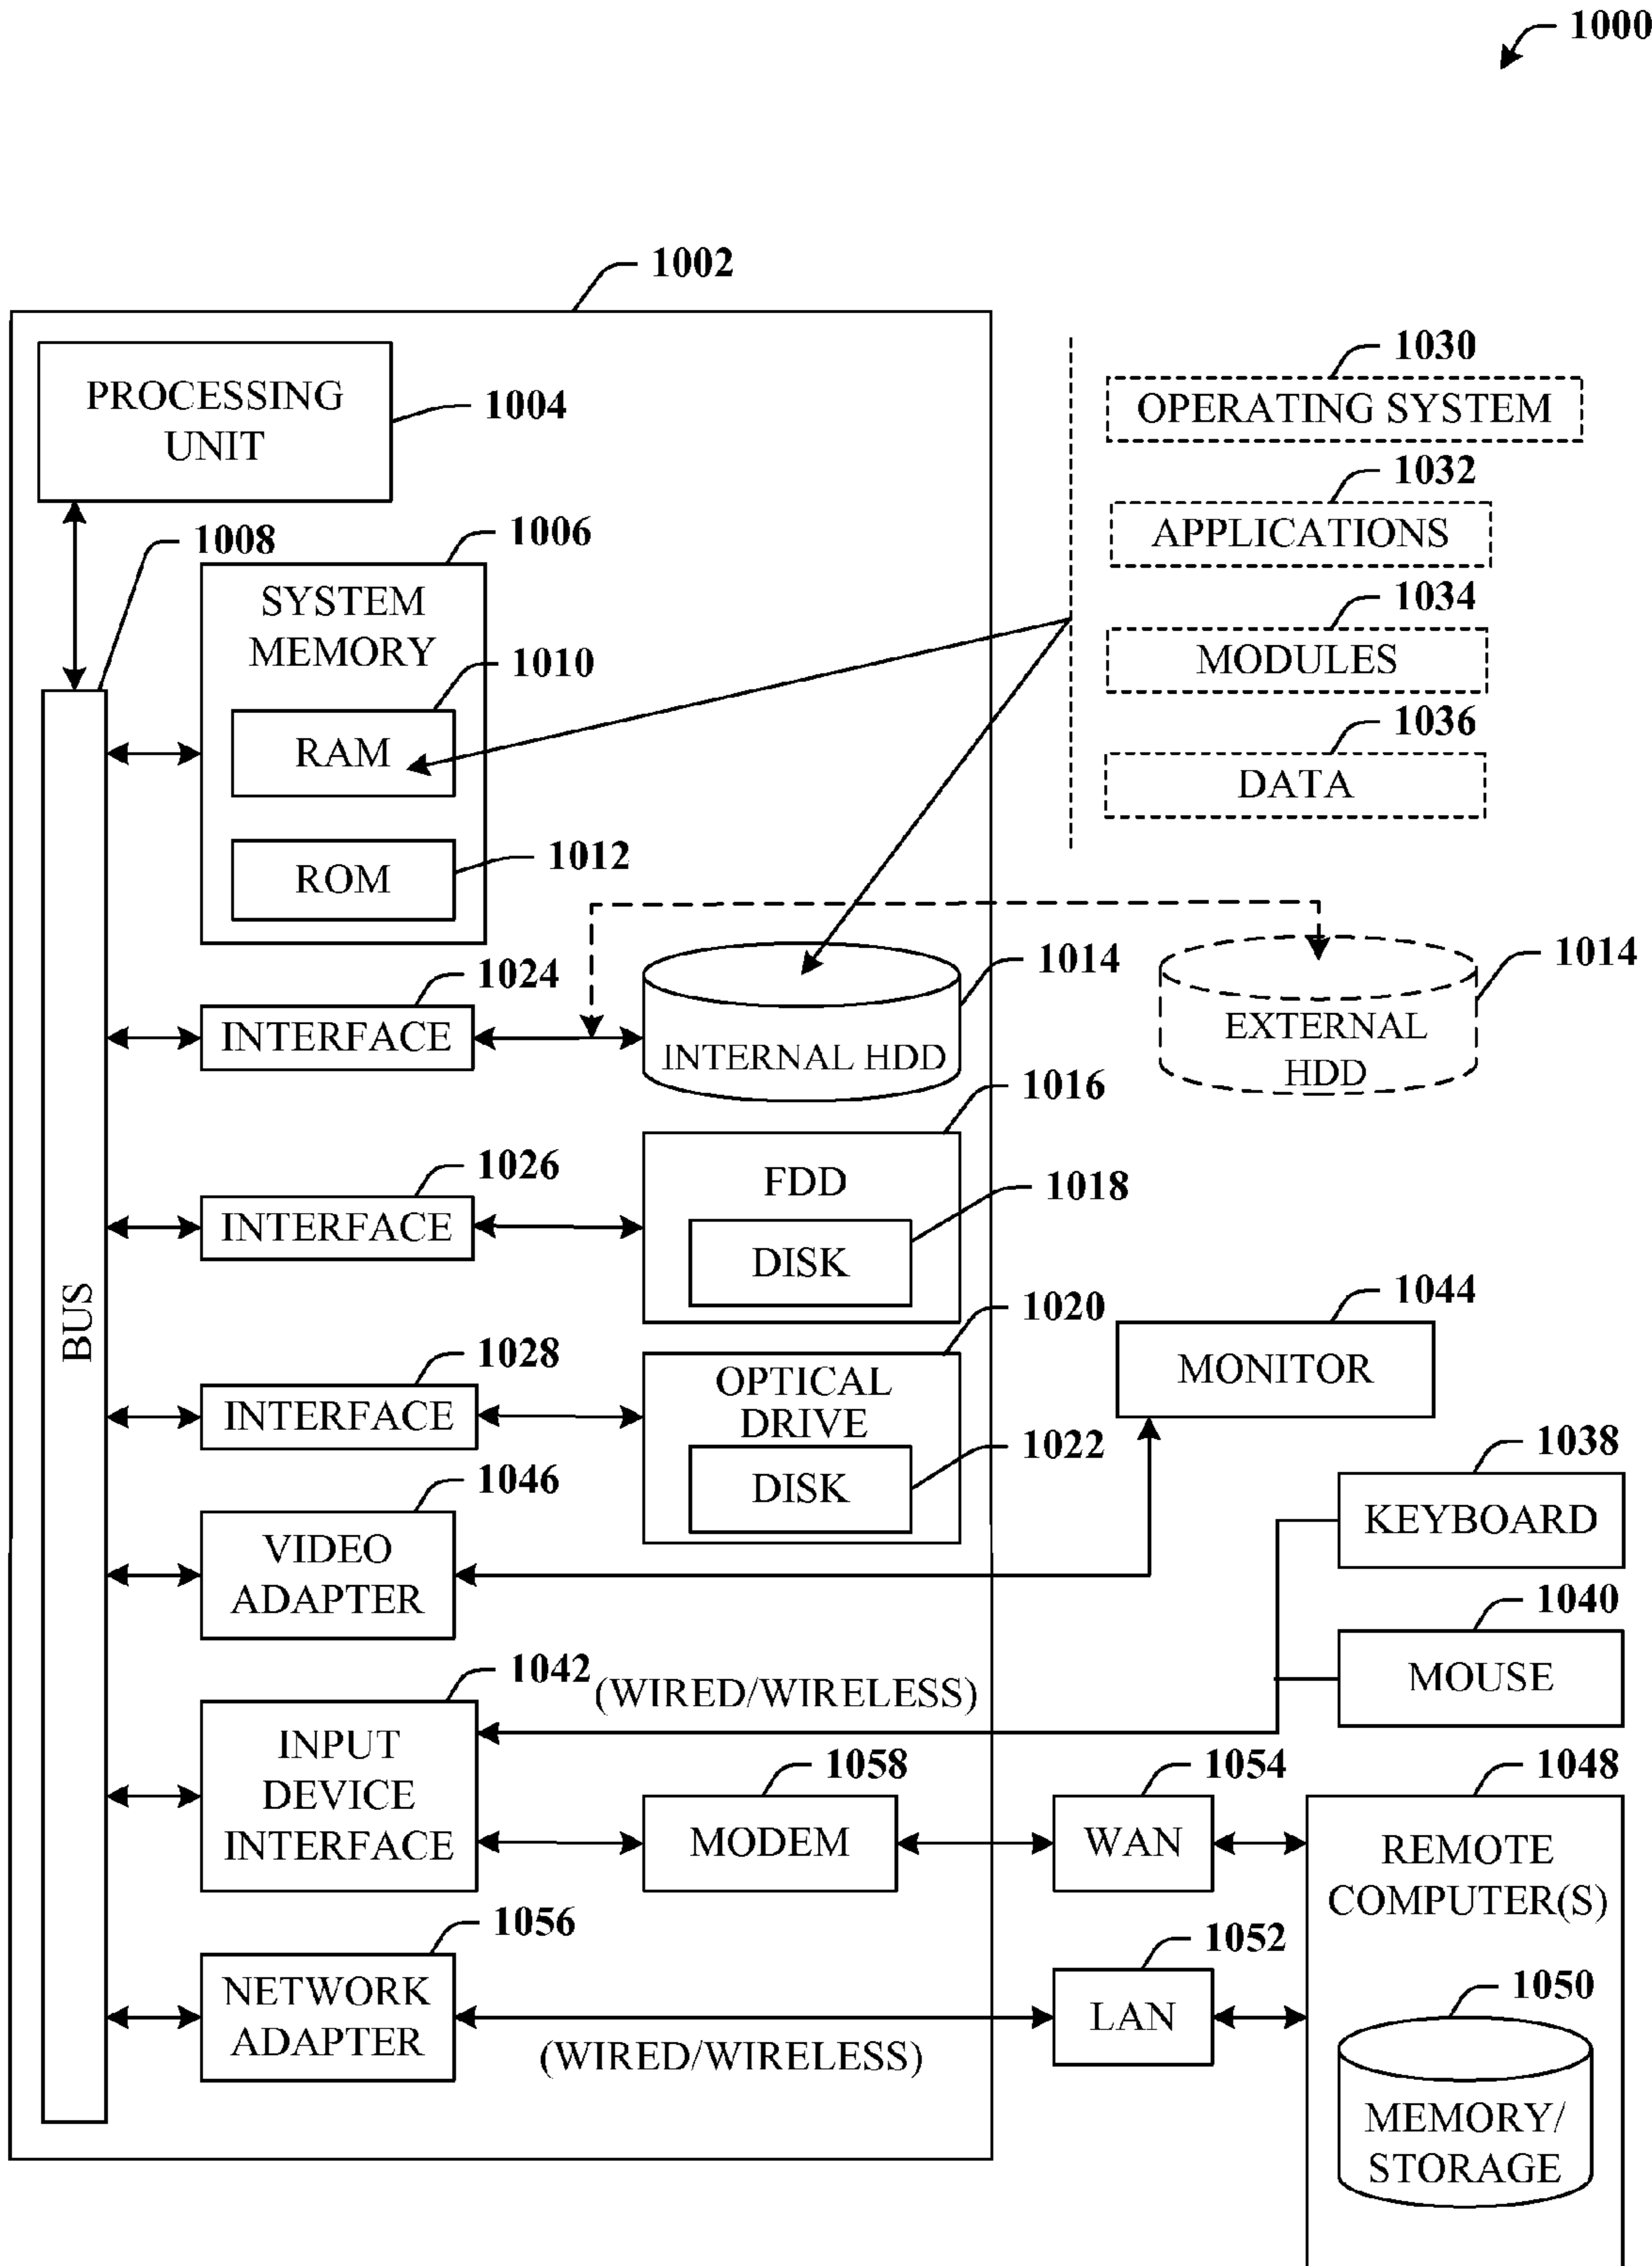 1000
1002
PROCESSING
UNIT
1004
1030
OPERATING SYSTEM
1032
APPLICATIONS
1034
MODULES
1036
DATA
1008
1006
SYSTEM
MEMORY
1010
RAM
1012
ROM
BUS
1024
INTERFACE
1014
INTERNAL HDD
1014
EXTERNAL
HDD
1026
INTERFACE
1016
FDD
1018
DISK
1028
INTERFACE
1020
OPTICAL
DRIVE
1022
DISK
1044
MONITOR
1046
VIDEO
ADAPTER
1038
KEYBOARD
1040
MOUSE
1042
(WIRED/WIRELESS)
INPUT
DEVICE
INTERFACE
1058
MODEM
1054
WAN
1048
REMOTE
COMPUTER(S)
1056
NETWORK
ADAPTER
(WIRED/WIRELESS)
1052
LAN
1050
MEMORY/
STORAGE